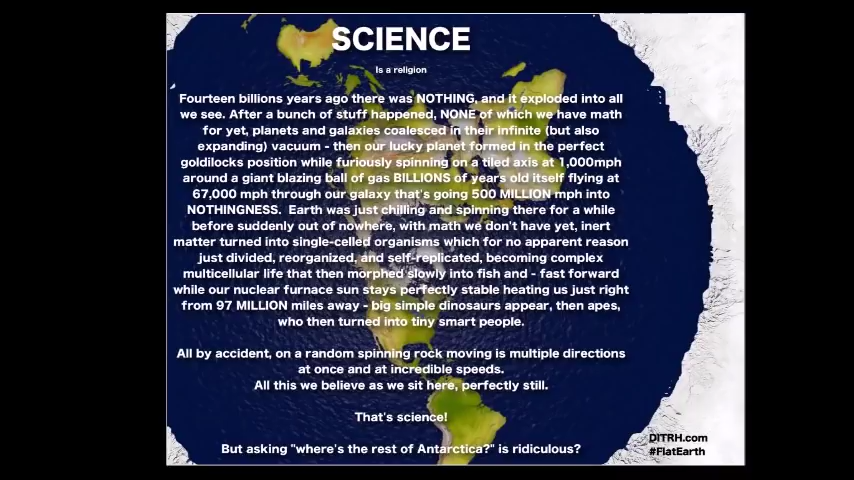 SCIENCE
Is a religion
Fourteen billions years ago there was NOTHING, and it exploded into all
we see. After a bunch of stuff happened, NONE of which we have math
for yet, planets and galaxies coalesced in their infinite (but also
expanding) vacuum - then our lucky planet formed in the perfect
goldilocks position while furiously spinning on a tiled axis at 1,000mph
around a giant blazing ball of gas BILLIONS of years old itself flying at
67,000 mph through our galaxy that's going 500 MILLION mph into
NOTHINGNESS. Earth was just chilling and spinning there for a while
before suddenly out of nowhere, with math we don't have yet, inert
matter turned into single-celled organisms which for no apparent reason
just divided, reorganized, and self-replicated, becoming complex
multicellular life that then morphed slowly into fish and - fast forward
while our nuclear furnace sun stays perfectly stable heating us just right
from 97 MILLION miles away - big simple dinosaurs appear, then apes,
who then turned into tiny smart people.
All by accident, on a random spinning rock moving is multiple directions
at once and at incredible speeds.
All this we believe as we sit here, perfectly still.
That's science!
But asking "where's the rest of Antarctica?" is ridiculous?
DITRH.com
#FlatEarth